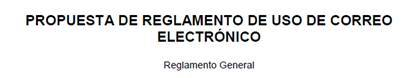 PROPUESTA DE REGLAMENTO DE USO DE CORREO
ELECTRÓNICO
Reglamento General